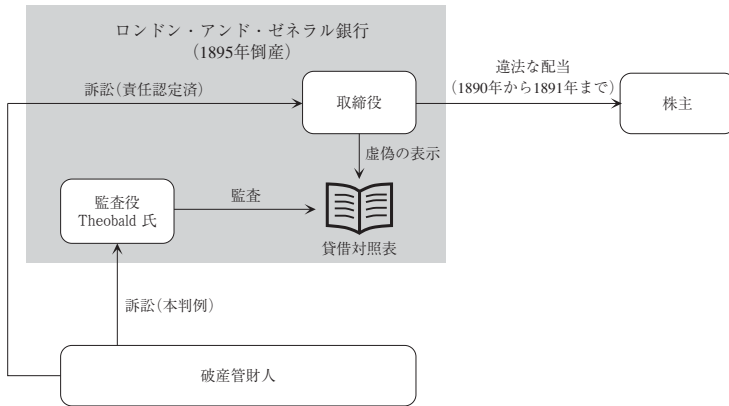 ロンドン・アンド・ゼネラル銀行
（1895年倒産）
訴訟（責任認定済）
取締役
違法な配当
（1890年から1891年まで）
株主
虚偽の表示
監査役
Theobald 氏
監査
貸借対照表
訴訟（本判例）
破産管財人